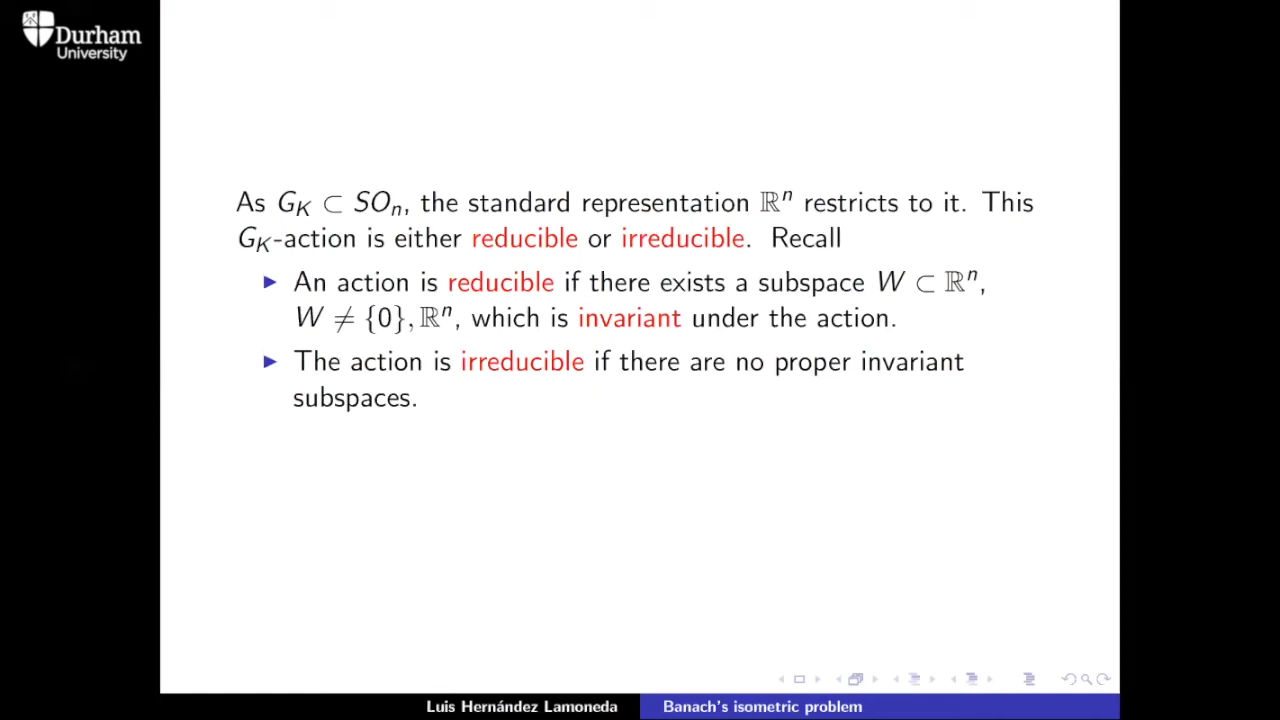 Durham
University
As G_K ⊂ SO_n, the standard representation ℝ^n restricts to it. This
G_K-action is either reducible or irreducible. Recall
▶ An action is reducible if there exists a subspace W ⊂ ℝ^n,
W ≠ {0}, ℝ^n, which is invariant under the action.
▶ The action is irreducible if there are no proper invariant
subspaces.
Luis Hernández Lamoneda
Banach's isometric problem